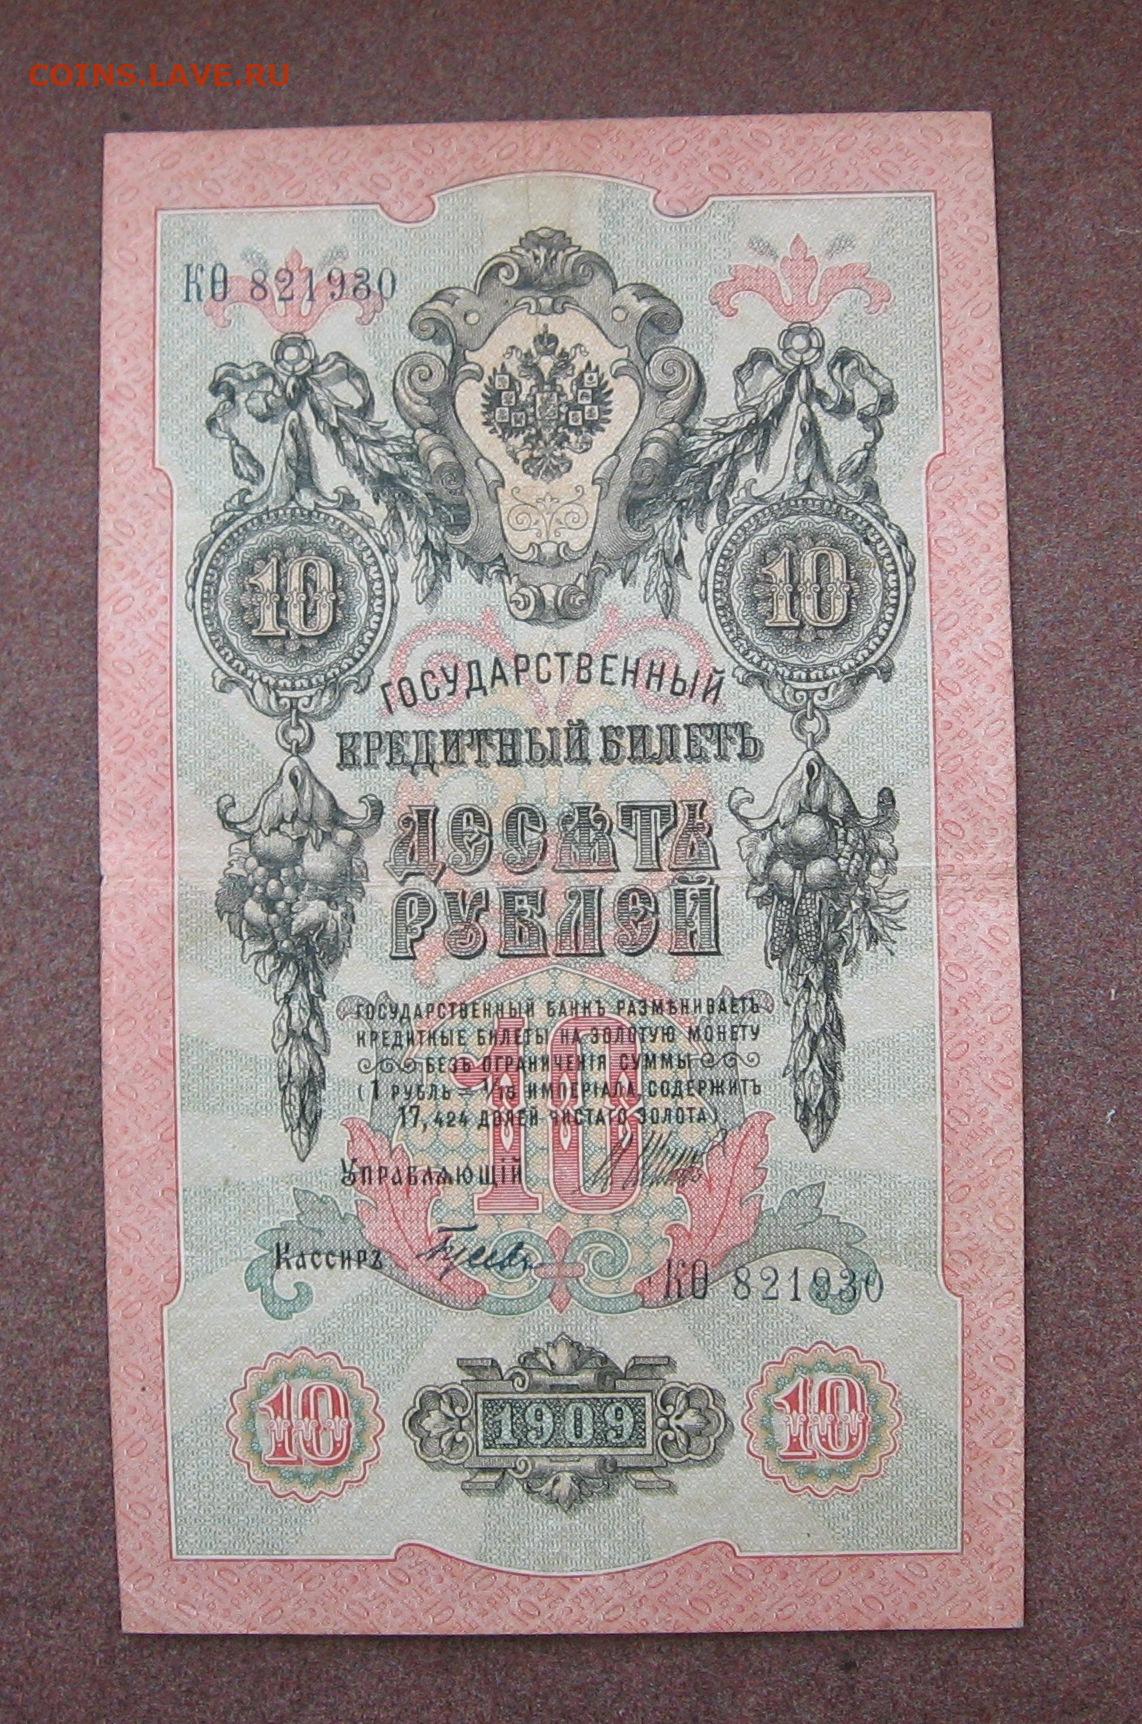 COINS.LAVE.RU
КѲ 821930
10 10
ГОСУДАРСТВЕННЫЙ
КРЕДИТНЫЙ БИЛЕТЪ
ДЕСЯТЬ
РУБЛЕЙ
ГОСУДАРСТВЕННЫЙ БАНКЪ РАЗМѢНИВАЕТЪ
КРЕДИТНЫЕ БИЛЕТЫ НА ЗОЛОТУЮ МОНЕТУ
БЕЗЪ ОГРАНИЧЕНІЯ СУММЫ
(1 РУБЛЬ = 1/15 ИМПЕРІАЛА, СОДЕРЖИТЪ
17,424 ДОЛЕЙ ЧИСТАГО ЗОЛОТА)
10
УПРАВЛЯЮЩІЙ
КАССИРЪ
КѲ 821930
10 1909 10